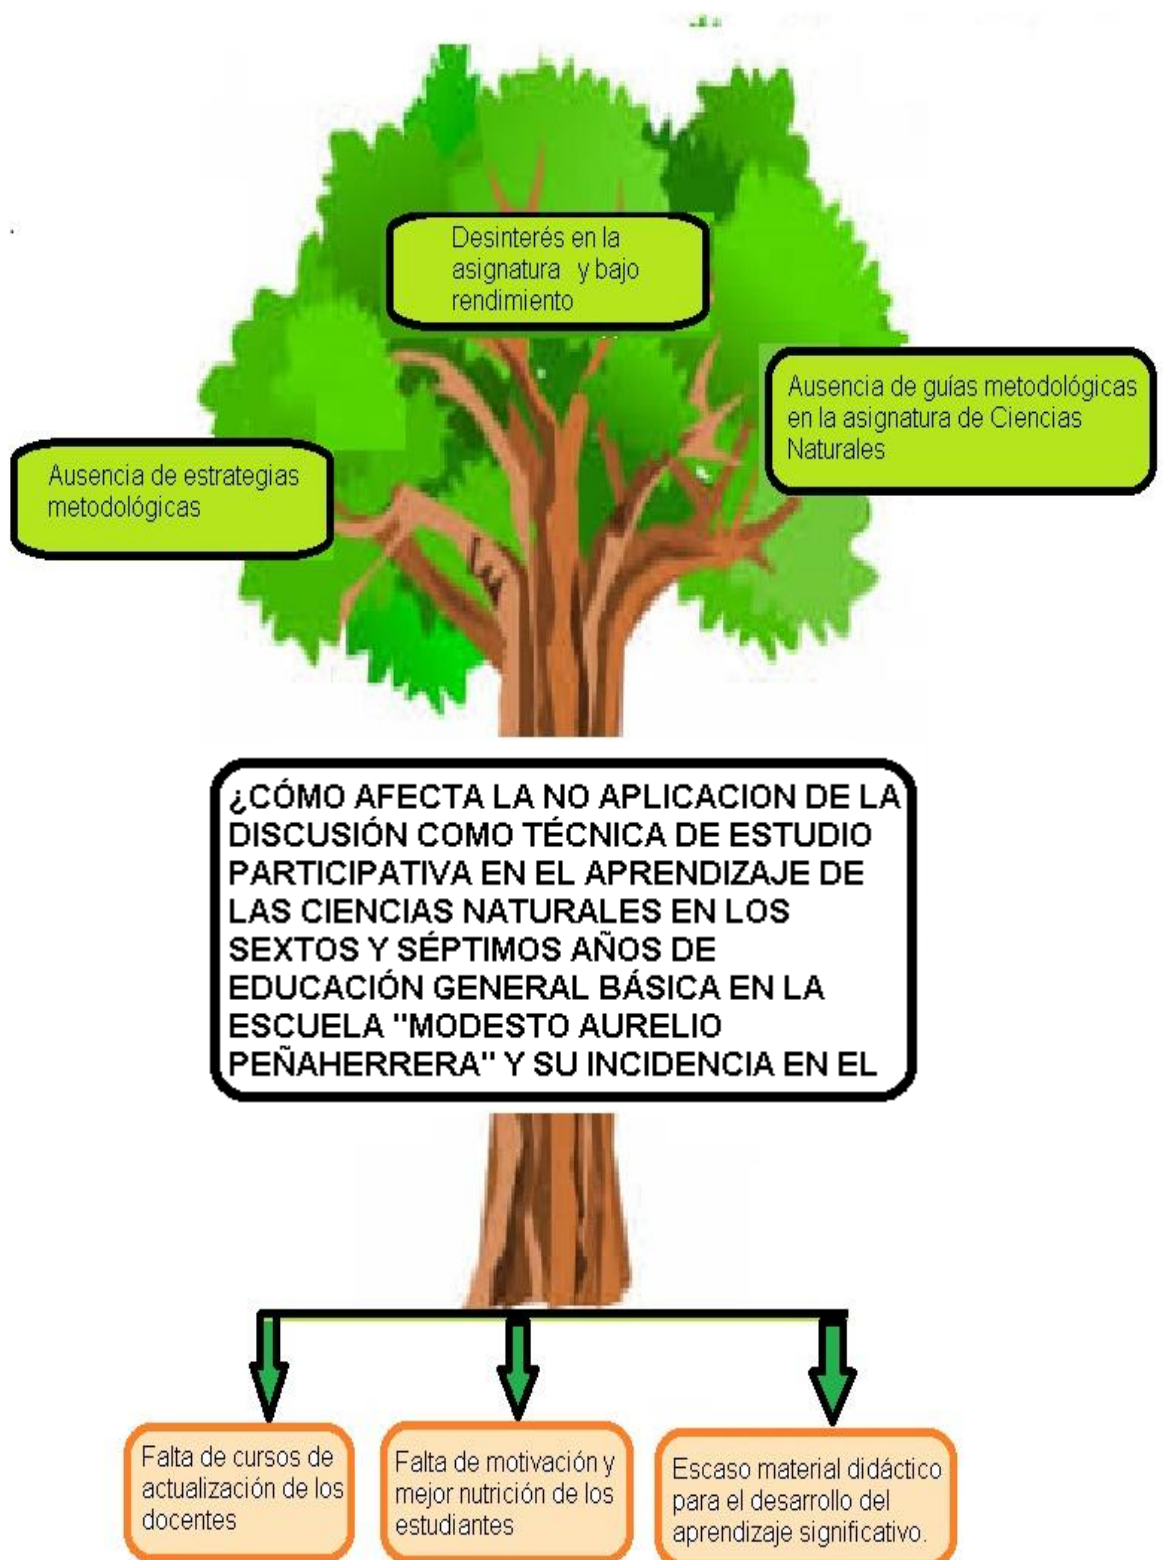 Desinterés en la
asignatura y bajo
rendimiento
Ausencia de guías metodológicas
en la asignatura de Ciencias
Naturales
Ausencia de estrategias
metodológicas
¿CÓMO AFECTA LA NO APLICACION DE LA
DISCUSIÓN COMO TÉCNICA DE ESTUDIO
PARTICIPATIVA EN EL APRENDIZAJE DE
LAS CIENCIAS NATURALES EN LOS
SEXTOS Y SÉPTIMOS AÑOS DE
EDUCACIÓN GENERAL BÁSICA EN LA
ESCUELA "MODESTO AURELIO
PEÑAHERRERA" Y SU INCIDENCIA EN EL
Falta de cursos de
actualización de los
docentes
Falta de motivación y
mejor nutrición de los
estudiantes
Escaso material didáctico
para el desarrollo del
aprendizaje significativo.